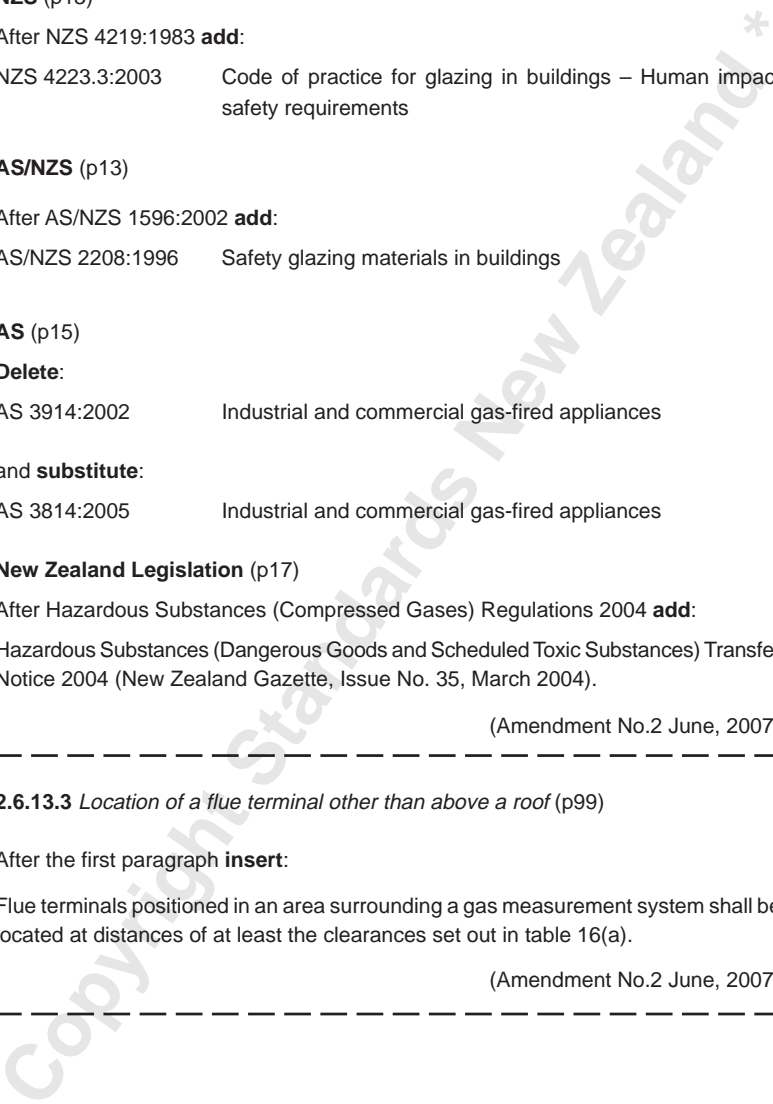 NZS (p13)
After NZS 4219:1983 add:
NZS 4223.3:2003 Code of practice for glazing in buildings – Human impac
safety requirements
AS/NZS (p13)
After AS/NZS 1596:2002 add:
AS/NZS 2208:1996 Safety glazing materials in buildings
AS (p15)
Delete:
AS 3914:2002 Industrial and commercial gas-fired appliances
and substitute:
AS 3814:2005 Industrial and commercial gas-fired appliances
New Zealand Legislation (p17)
After Hazardous Substances (Compressed Gases) Regulations 2004 add:
Hazardous Substances (Dangerous Goods and Scheduled Toxic Substances) Transfe
Notice 2004 (New Zealand Gazette, Issue No. 35, March 2004).
(Amendment No.2 June, 2007
2.6.13.3 Location of a flue terminal other than above a roof (p99)
After the first paragraph insert:
Flue terminals positioned in an area surrounding a gas measurement system shall be
located at distances of at least the clearances set out in table 16(a).
(Amendment No.2 June, 2007
Copyright Standards New Zealand *